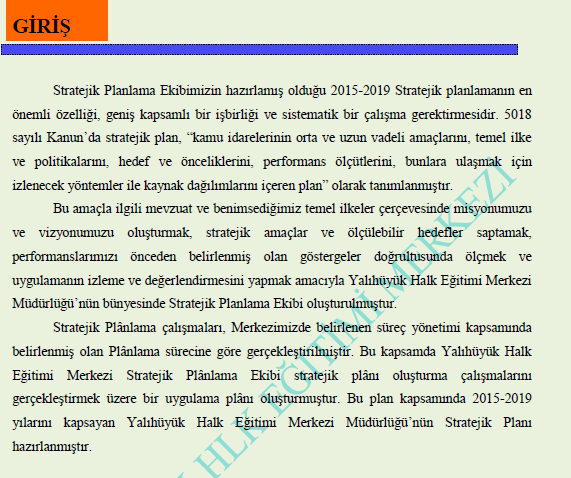 GİRİŞ
Stratejik Planlama Ekibimizin hazırlamış olduğu 2015-2019 Stratejik planlamanın en
önemli özelliği, geniş kapsamlı bir işbirliği ve sistematik bir çalışma gerektirmesidir. 5018
sayılı Kanun’da stratejik plan, “kamu idarelerinin orta ve uzun vadeli amaçlarını, temel ilke
ve politikalarını, hedef ve önceliklerini, performans ölçütlerini, bunlara ulaşmak için
izlenecek yöntemler ile kaynak dağılımlarını içeren plan” olarak tanımlanmıştır.
Bu amaçla ilgili mevzuat ve benimsediğimiz temel ilkeler çerçevesinde misyonumuzu
ve vizyonumuzu oluşturmak, stratejik amaçlar ve ölçülebilir hedefler saptamak,
performanslarımızı önceden belirlenmiş olan göstergeler doğrultusunda ölçmek ve
uygulamanın izleme ve değerlendirmesini yapmak amacıyla Yalıhüyük Halk Eğitimi Merkezi
Müdürlüğü’nün bünyesinde Stratejik Planlama Ekibi oluşturulmuştur.
Stratejik Plânlama çalışmaları, Merkezimizde belirlenen süreç yönetimi kapsamında
belirlenmiş olan Plânlama sürecine göre gerçekleştirilmiştir. Bu kapsamda Yalıhüyük Halk
Eğitimi Merkezi Stratejik Plânlama Ekibi stratejik plânı oluşturma çalışmalarını
gerçekleştirmek üzere bir uygulama plânı oluşturmuştur. Bu plan kapsamında 2015-2019
yılarını kapsayan Yalıhüyük Halk Eğitimi Merkezi Müdürlüğü’nün Stratejik Planı
hazırlanmıştır.
HLK EĞİTİMİ MERKEZİ